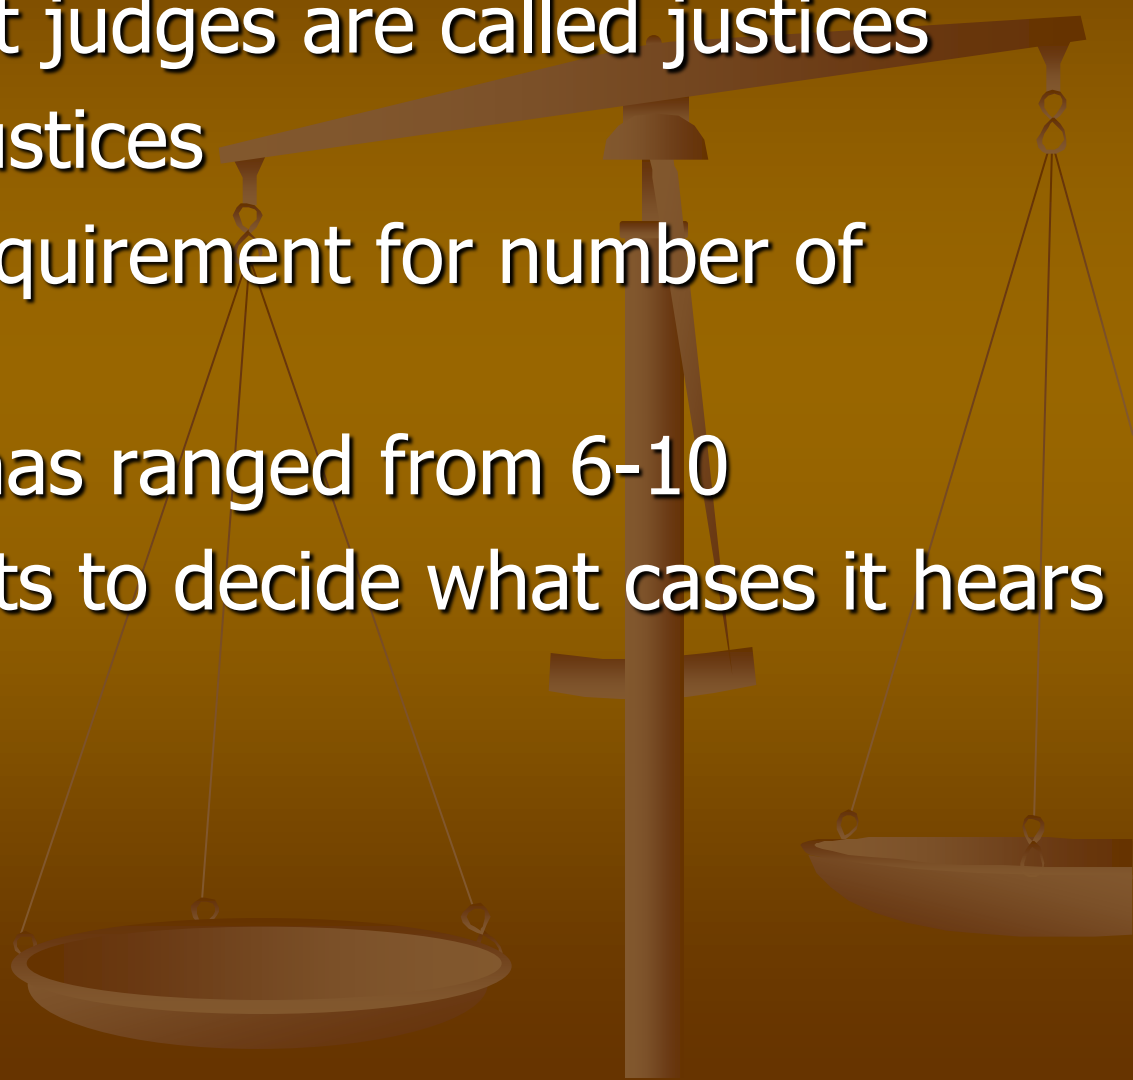 t judges are called justices
ustices
quirement for number of
has ranged from 6-10
ts to decide what cases it hears